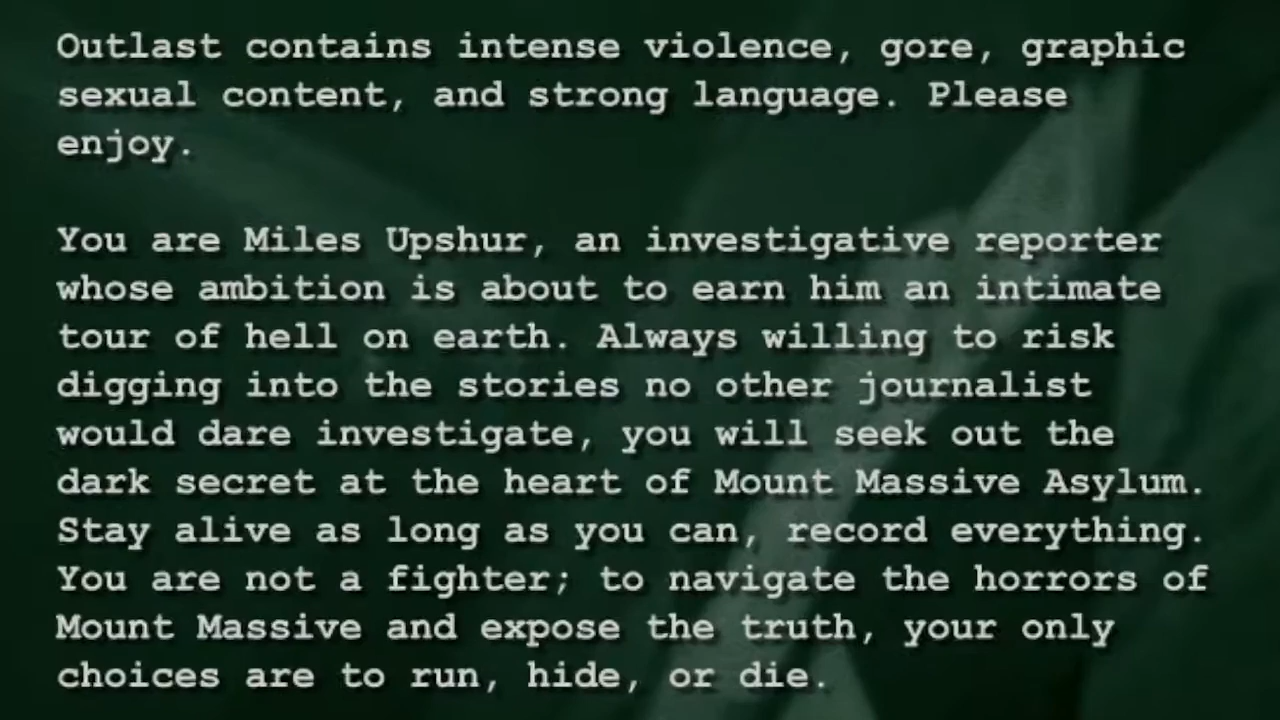 Outlast contains intense violence, gore, graphic
sexual content, and strong language. Please
enjoy.
You are Miles Upshur, an investigative reporter
whose ambition is about to earn him an intimate
tour of hell on earth. Always willing to risk
digging into the stories no other journalist
would dare investigate, you will seek out the
dark secret at the heart of Mount Massive Asylum.
Stay alive as long as you can, record everything.
You are not a fighter; to navigate the horrors of
Mount Massive and expose the truth, your only
choices are to run, hide, or die.